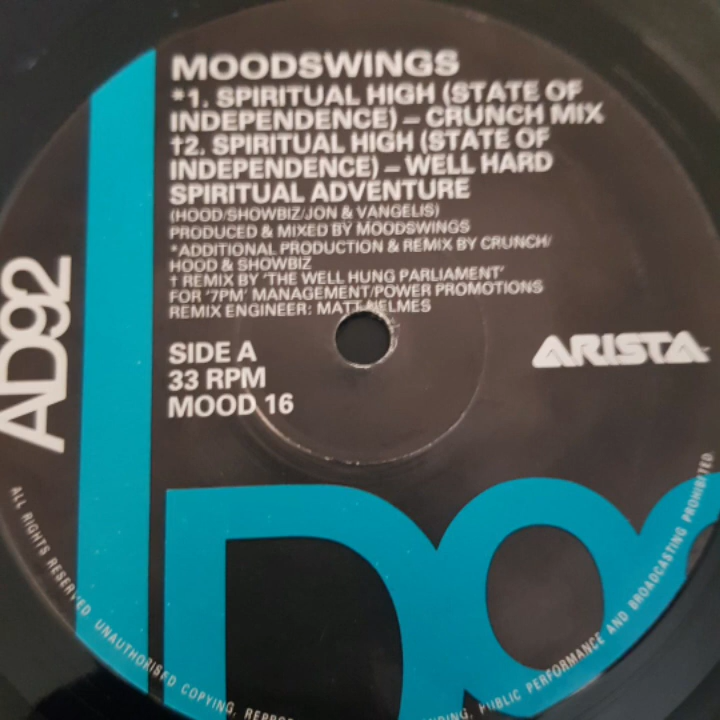 MOODSWINGS
*1. SPIRITUAL HIGH (STATE OF
INDEPENDENCE) – CRUNCH MIX
†2. SPIRITUAL HIGH (STATE OF
INDEPENDENCE) – WELL HARD
SPIRITUAL ADVENTURE
(HOOD/SHOWBIZ/JON & VANGELIS)
PRODUCED & MIXED BY MOODSWINGS
*ADDITIONAL PRODUCTION & REMIX BY CRUNCH/
HOOD & SHOWBIZ
† REMIX BY 'THE WELL HUNG PARLIAMENT'
FOR '7PM' MANAGEMENT/POWER PROMOTIONS
REMIX ENGINEER: MATT HELMES
SIDE A
33 RPM
MOOD 16
ARISTA
AD92
ALL RIGHTS RESERVED UNAUTHORISED COPYING, PUBLIC PERFORMANCE AND BROADCASTING PROHIBITED.